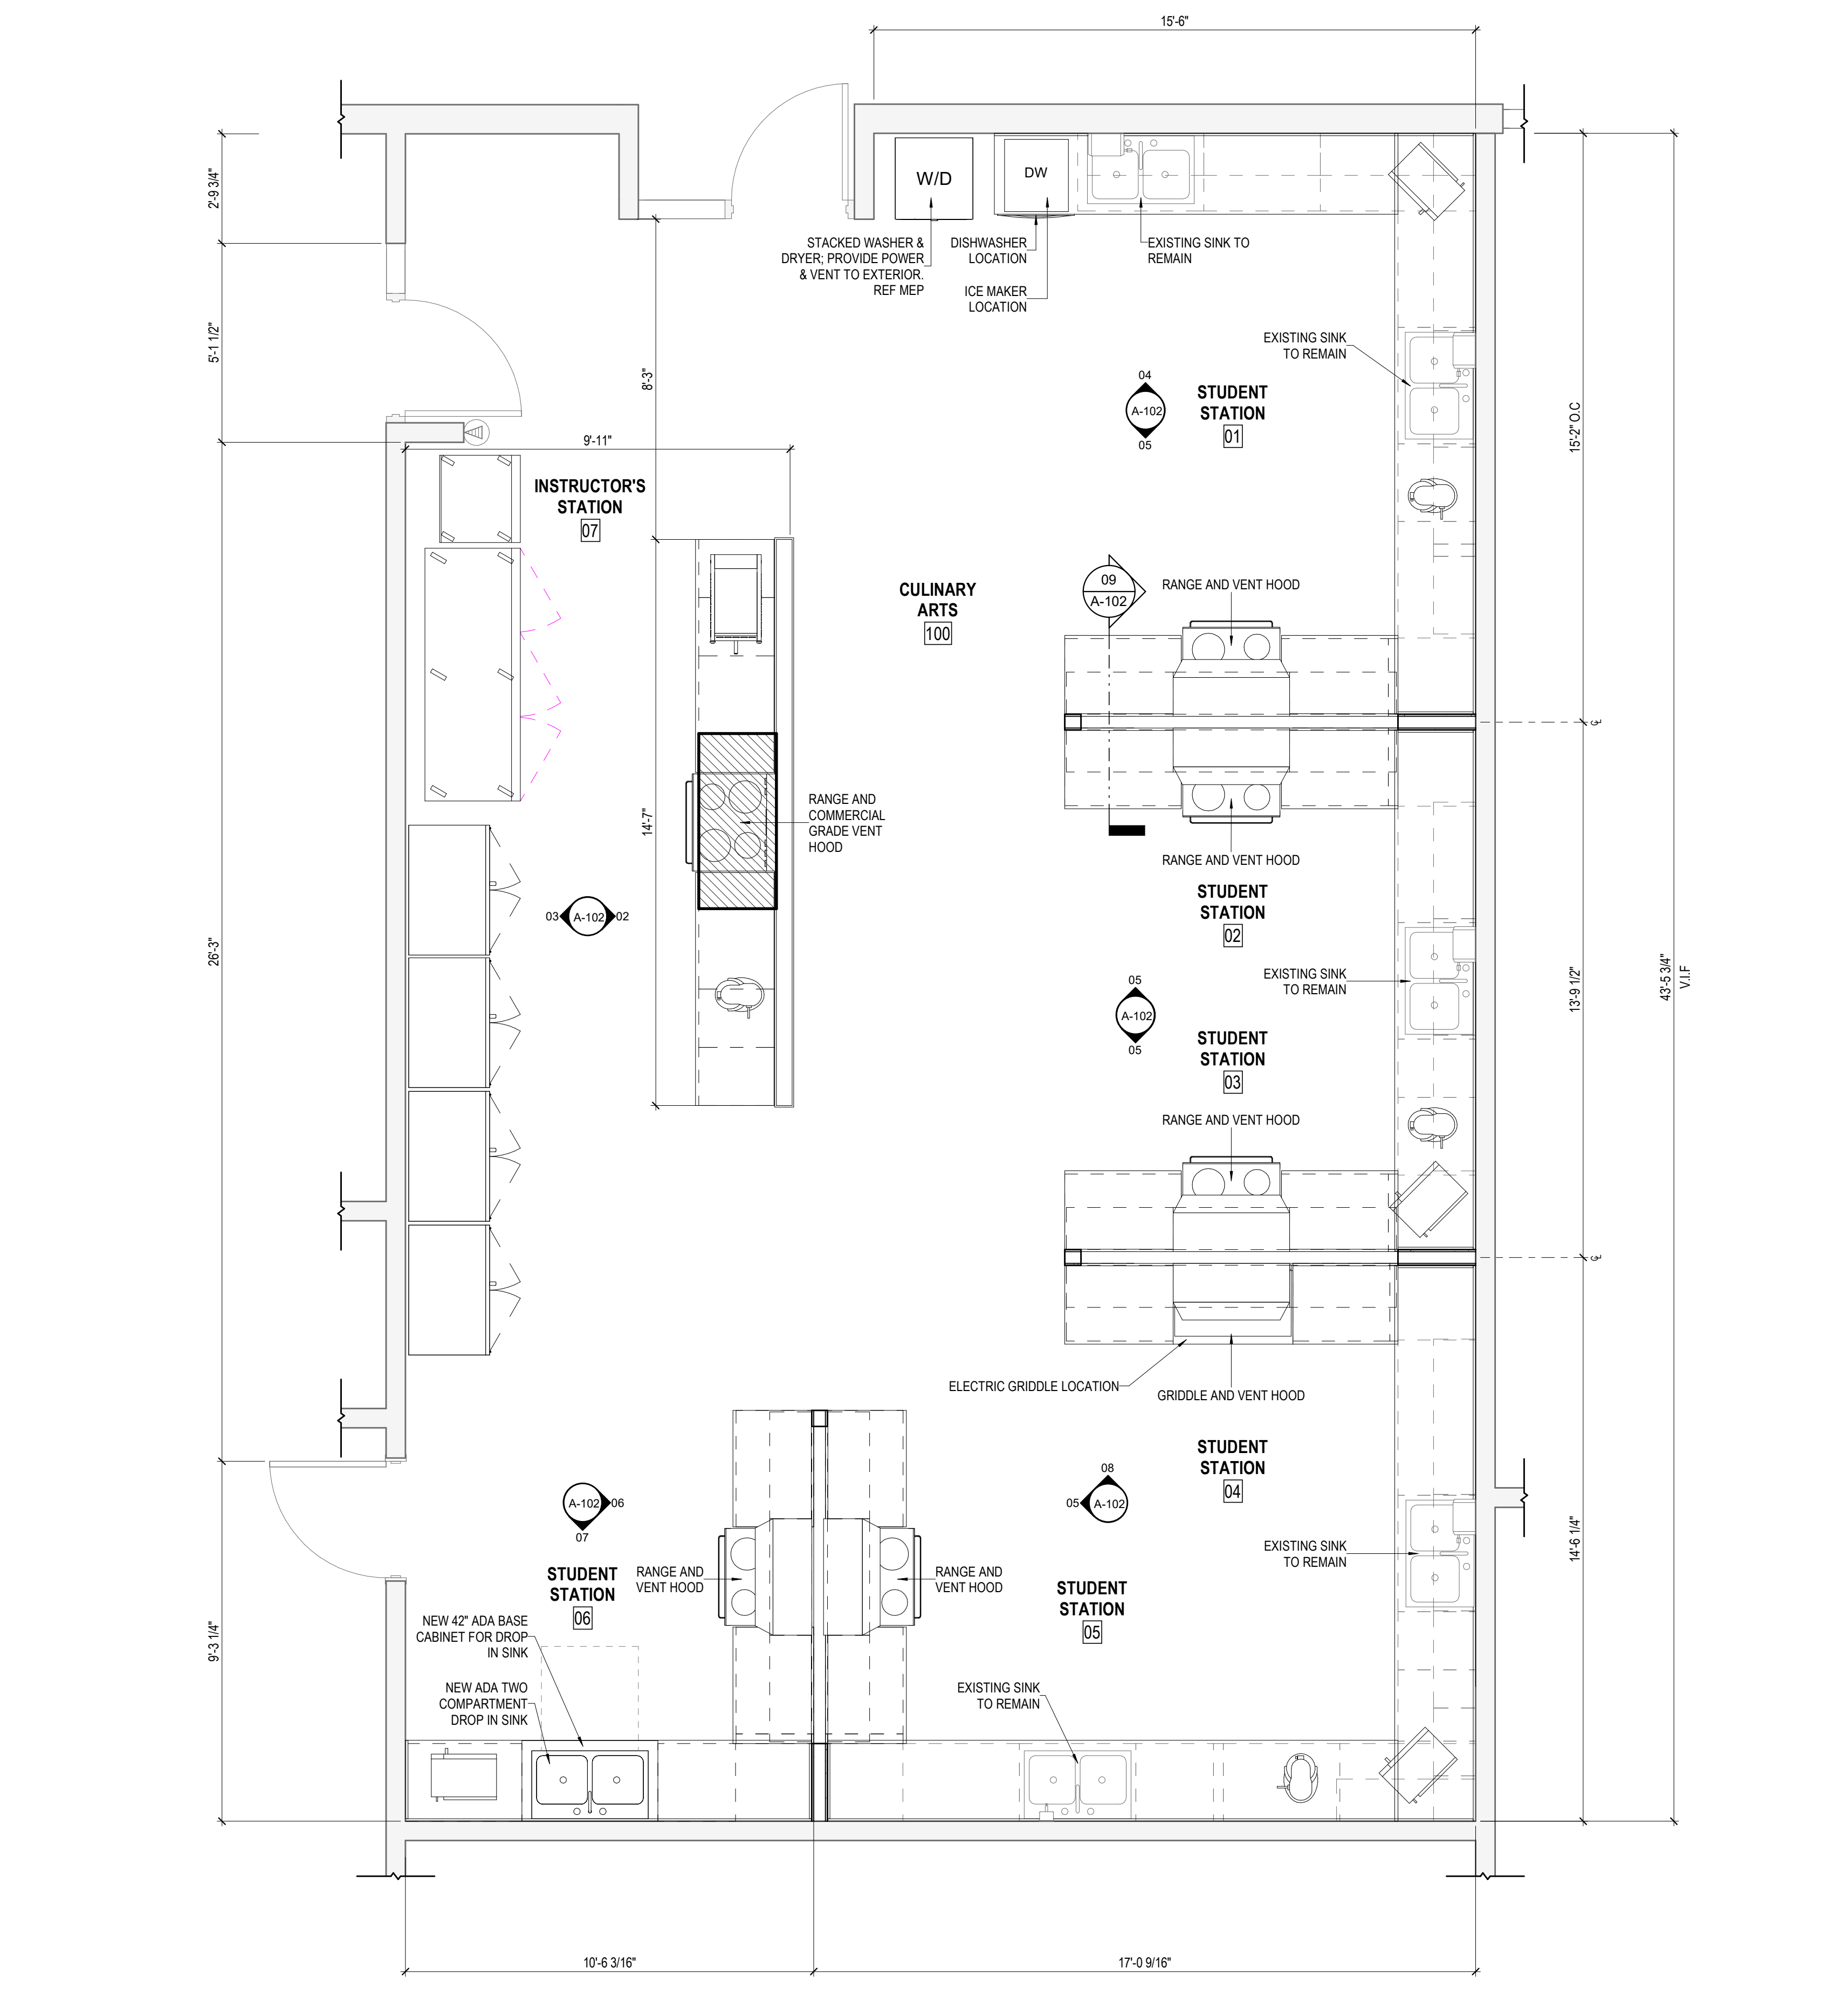 15'-6"
W/D
DW
2'-9 3/4"
STACKED WASHER &
DRYER; PROVIDE POWER
& VENT TO EXTERIOR.
REF MEP
DISHWASHER
LOCATION
ICE MAKER
LOCATION
EXISTING SINK TO
REMAIN
5'-1 1/2"
8'-3"
EXISTING SINK
TO REMAIN
04
A-102
05
STUDENT
STATION
01
15'-2" O.C
9'-11"
INSTRUCTOR'S
STATION
07
CULINARY
ARTS
100
09
A-102
RANGE AND VENT HOOD
CL
14'-7"
RANGE AND
COMMERCIAL
GRADE VENT
HOOD
RANGE AND VENT HOOD
STUDENT
STATION
02
03
A-102
02
26'-3"
EXISTING SINK
TO REMAIN
13'-9 1/2"
43'-5 3/4"
V.I.F
05
A-102
05
STUDENT
STATION
03
RANGE AND VENT HOOD
CL
ELECTRIC GRIDDLE LOCATION
GRIDDLE AND VENT HOOD
STUDENT
STATION
04
A-102
06
07
08
05
A-102
EXISTING SINK
TO REMAIN
14'-6 1/4"
STUDENT
STATION
06
RANGE AND
VENT HOOD
RANGE AND
VENT HOOD
STUDENT
STATION
05
9'-3 1/4"
NEW 42" ADA BASE
CABINET FOR DROP
IN SINK
NEW ADA TWO
COMPARTMENT
DROP IN SINK
EXISTING SINK
TO REMAIN
10'-6 3/16"
17'-0 9/16"